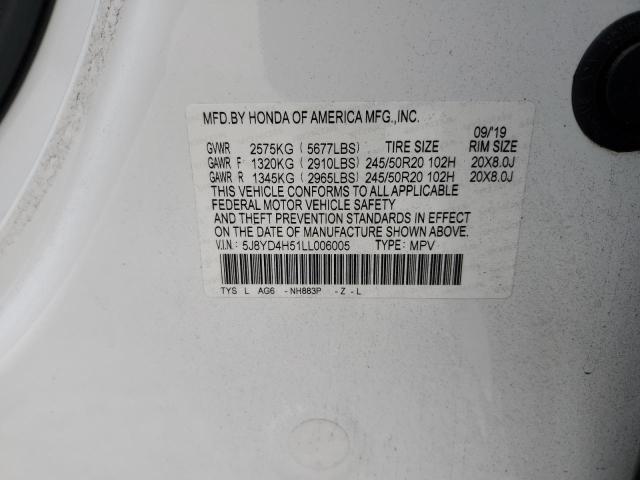 MFD.BY HONDA OF AMERICA MFG.,INC.
09/'19
GVWR 2575KG ( 5677LBS) TIRE SIZE RIM SIZE
GAWR F 1320KG ( 2910LBS) 245/50R20 102H 20X8.0J
GAWR R 1345KG ( 2965LBS) 245/50R20 102H 20X8.0J
THIS VEHICLE CONFORMS TO ALL APPLICABLE
FEDERAL MOTOR VEHICLE SAFETY
AND THEFT PREVENTION STANDARDS IN EFFECT
ON THE DATE OF MANUFACTURE SHOWN ABOVE.
V.I.N.: 5J8YD4H51LL006005 TYPE: MPV
TYS L AG6 -NH883P -Z -L